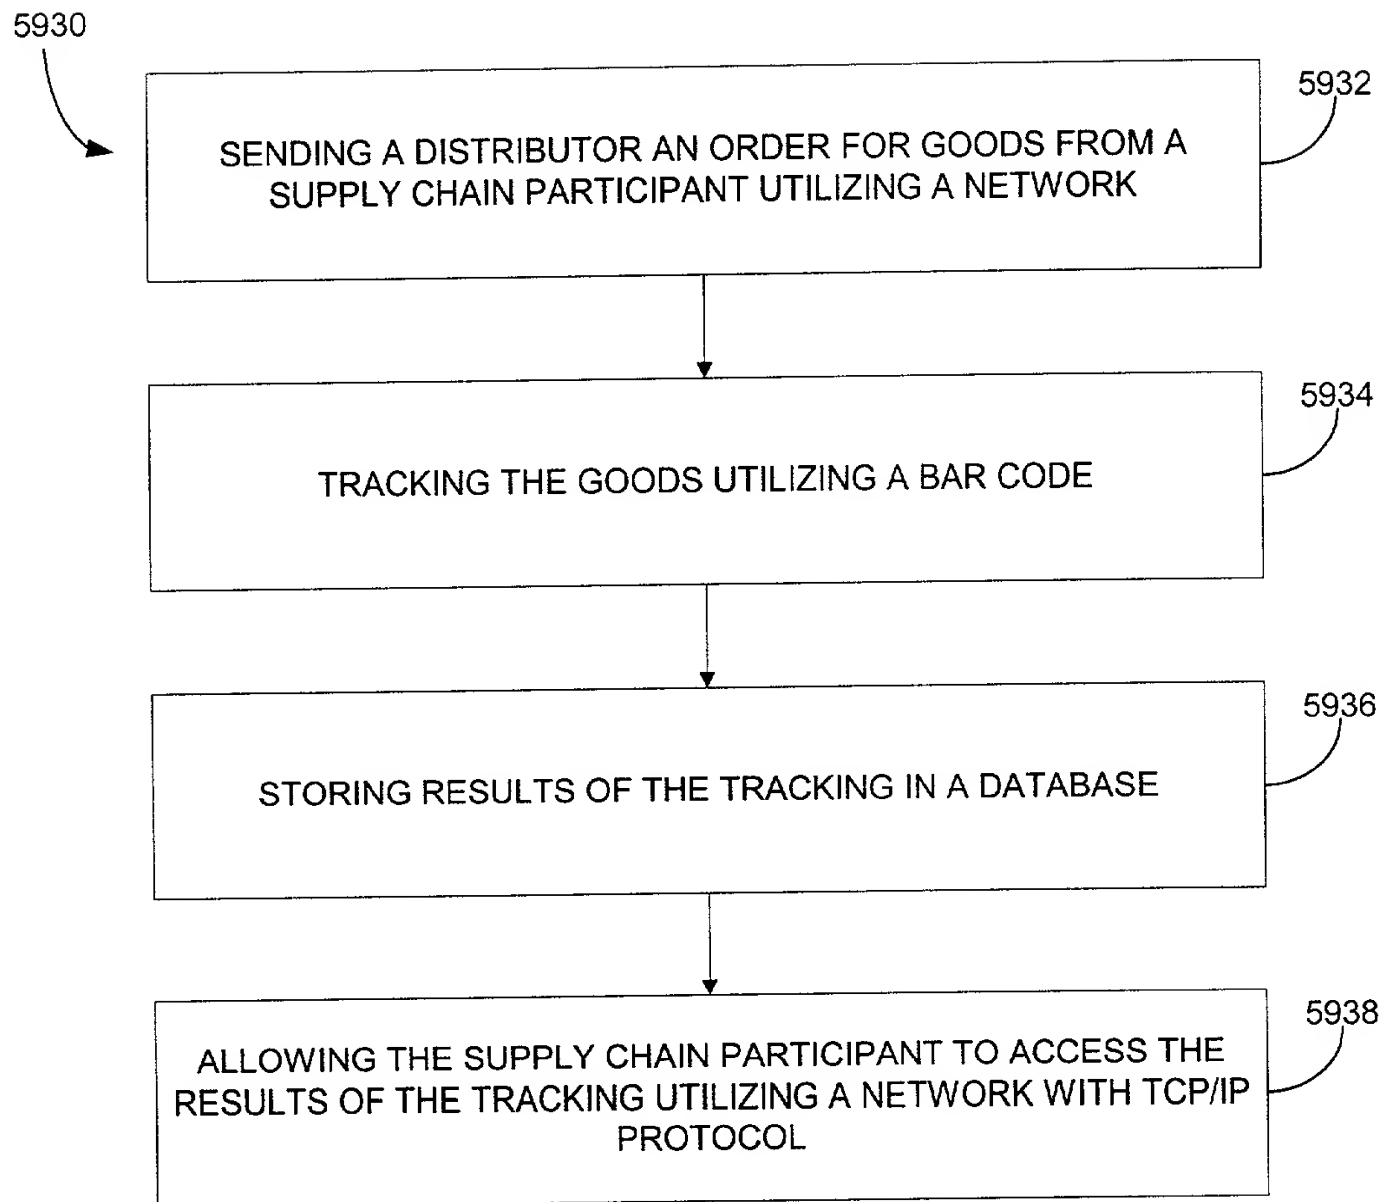 5930
5932
SENDING A DISTRIBUTOR AN ORDER FOR GOODS FROM A
SUPPLY CHAIN PARTICIPANT UTILIZING A NETWORK
5934
TRACKING THE GOODS UTILIZING A BAR CODE
5936
STORING RESULTS OF THE TRACKING IN A DATABASE
5938
ALLOWING THE SUPPLY CHAIN PARTICIPANT TO ACCESS THE
RESULTS OF THE TRACKING UTILIZING A NETWORK WITH TCP/IP
PROTOCOL